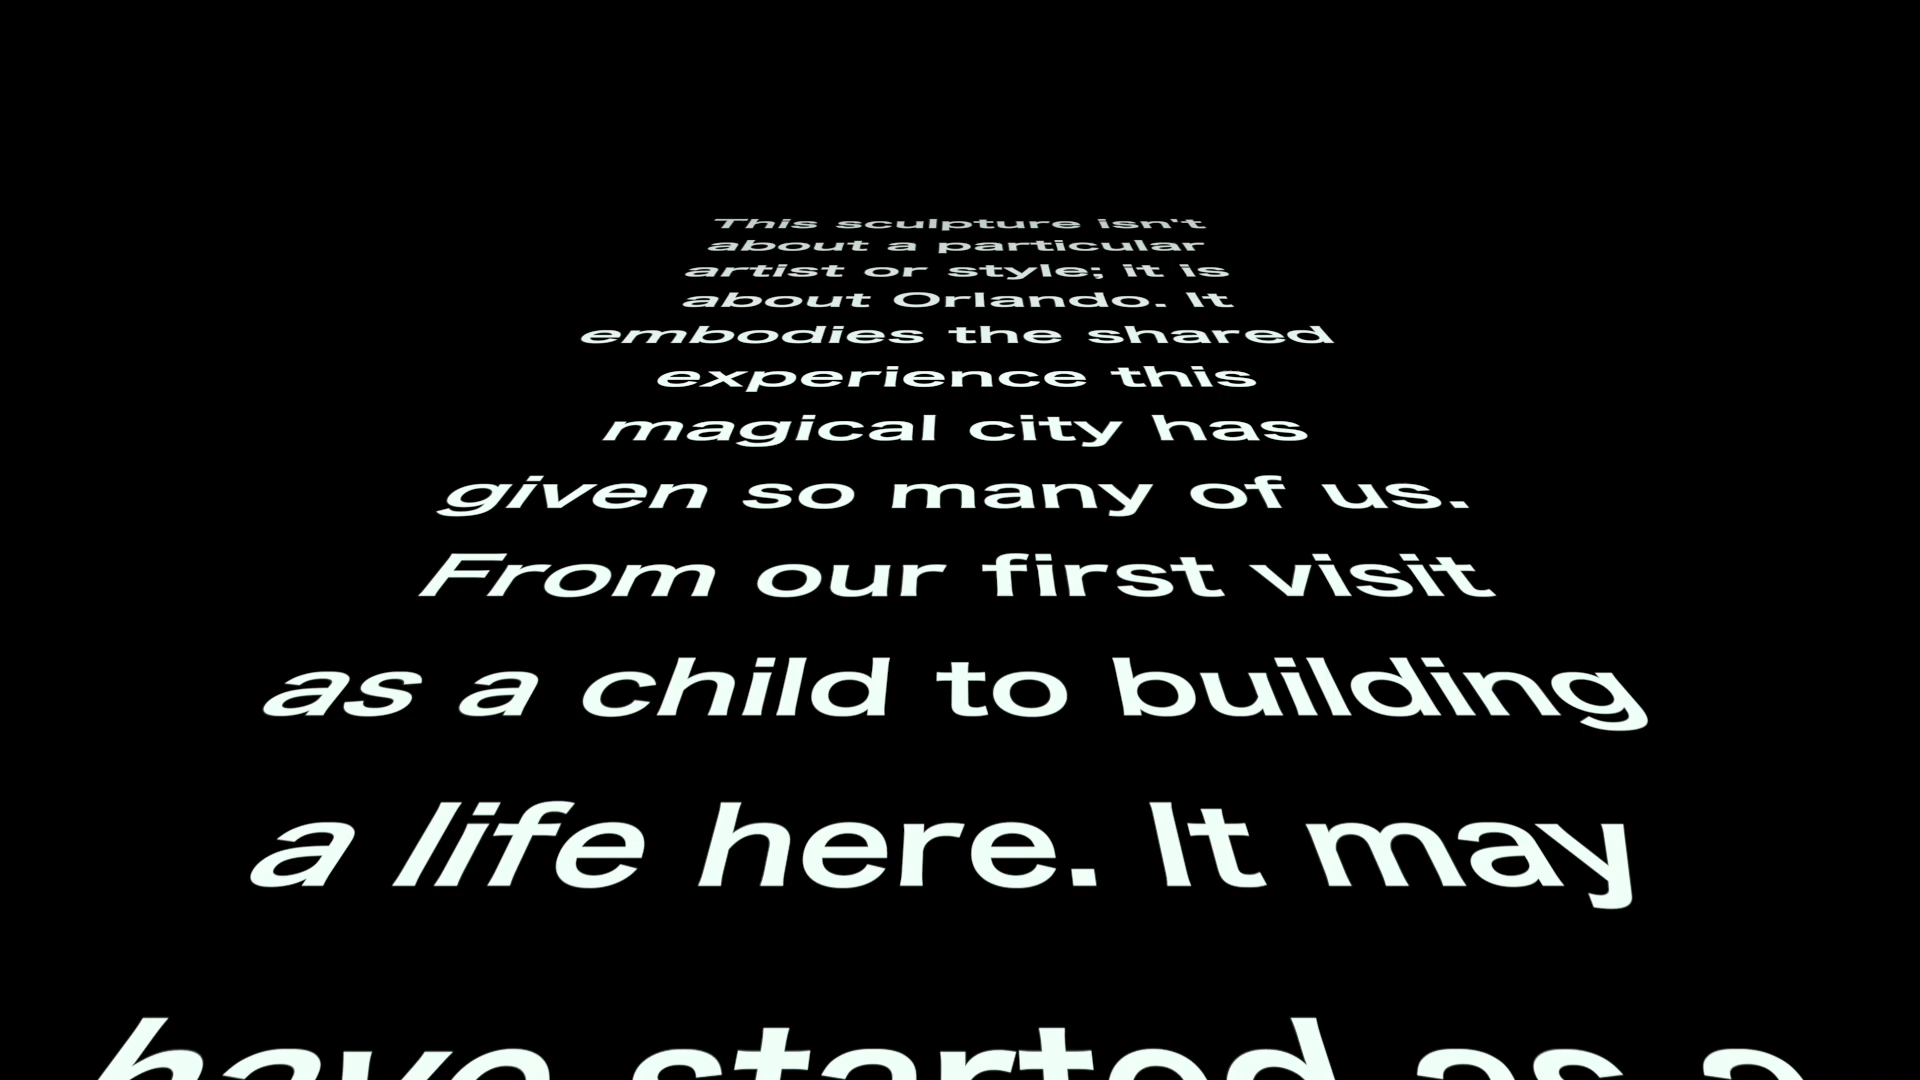 This sculpture isn't
about a particular
artist or style; it is
about Orlando. It
embodies the shared
experience this
magical city has
given so many of us.
From our first visit
as a child to building
a life here. It may
have started as a